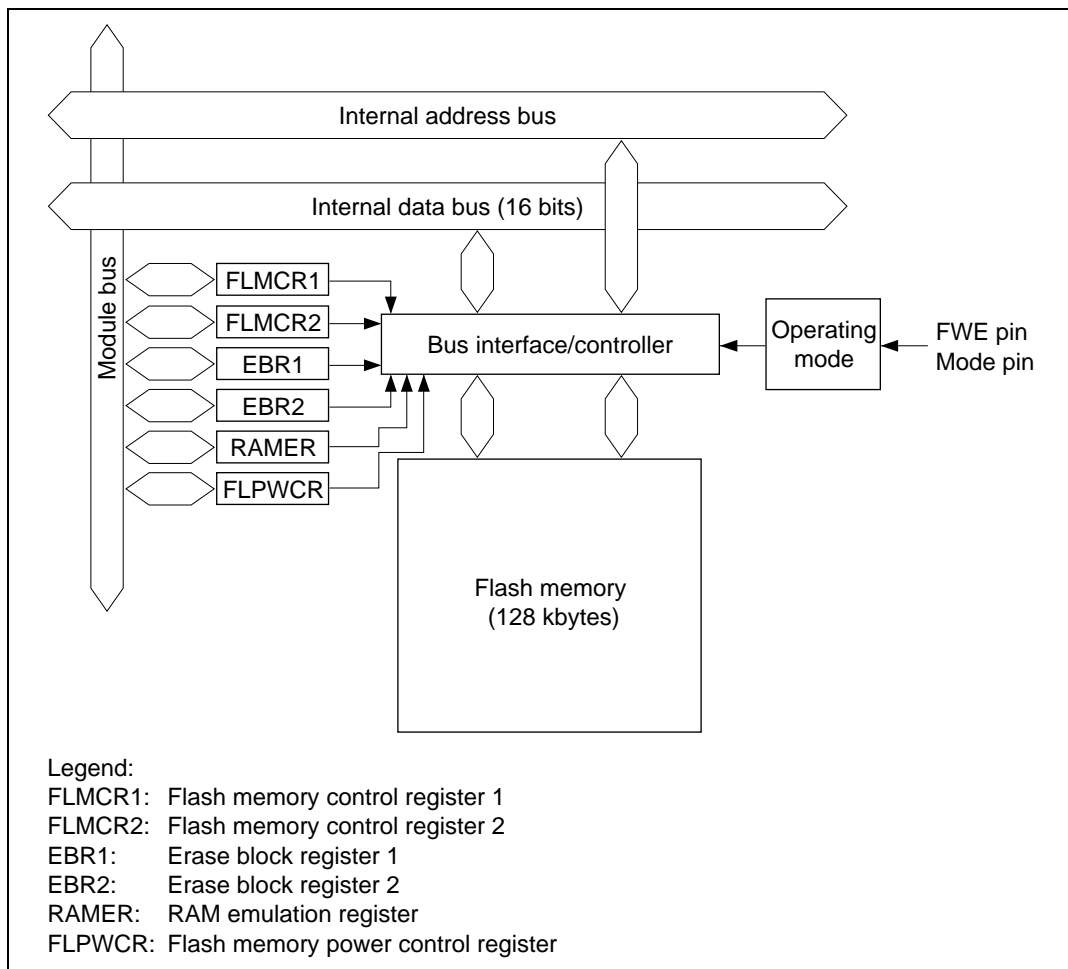 Internal address bus
Internal data bus (16 bits)
Module bus
FLMCR1
FLMCR2
EBR1
EBR2
RAMER
FLPWCR
Bus interface/controller
Operating
mode
FWE pin
Mode pin
Flash memory
(128 kbytes)
Legend:
FLMCR1: Flash memory control register 1
FLMCR2: Flash memory control register 2
EBR1: Erase block register 1
EBR2: Erase block register 2
RAMER: RAM emulation register
FLPWCR: Flash memory power control register